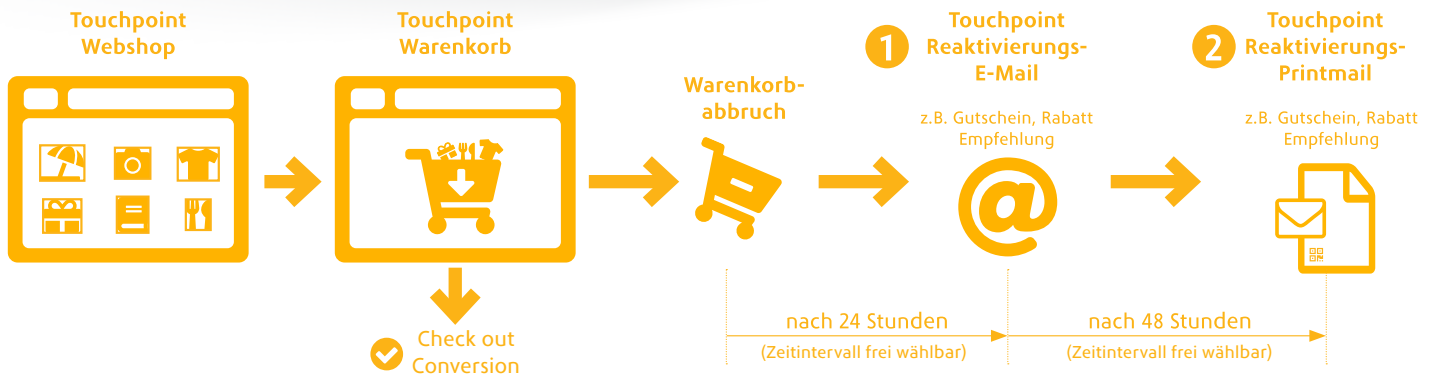 Touchpoint
Webshop
Touchpoint
Warenkorb
Check out
Conversion
Warenkorb-
abbruch
1
Touchpoint
Reaktivierungs-
E-Mail
z.B. Gutschein, Rabatt
Empfehlung
@
2
Touchpoint
Reaktivierungs-
Printmail
z.B. Gutschein, Rabatt
Empfehlung
nach 24 Stunden
(Zeitintervall frei wählbar)
nach 48 Stunden
(Zeitintervall frei wählbar)